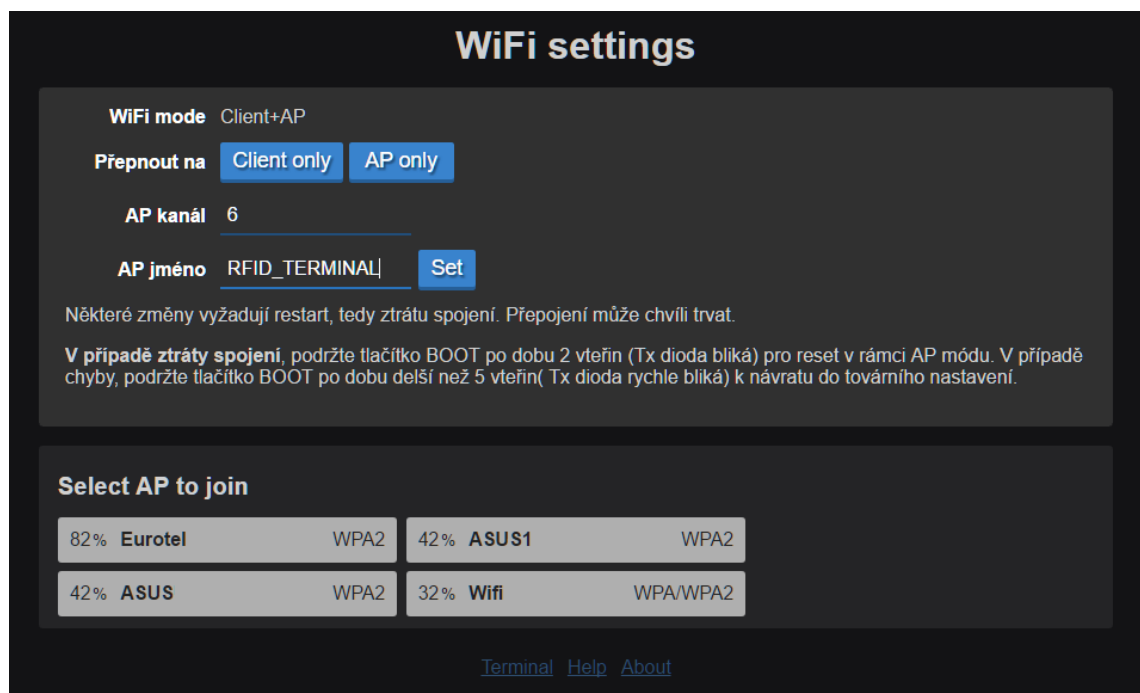 WiFi settings
WiFi mode Client+AP
Přepnout na Client only AP only
AP kanál 6
AP jméno RFID_TERMINAL Set
Některé změny vyžadují restart, tedy ztrátu spojení. Přepojení může chvíli trvat.
V případě ztráty spojení, podržte tlačítko BOOT po dobu 2 vteřin (Tx dioda bliká) pro reset v rámci AP módu. V případě
chyby, podržte tlačítko BOOT po dobu delší než 5 vteřin( Tx dioda rychle bliká) k návratu do továrního nastavení.
Select AP to join
82% Eurotel WPA2 42% ASUS1 WPA2
42% ASUS WPA2 32% Wifi WPA/WPA2
Terminal Help About